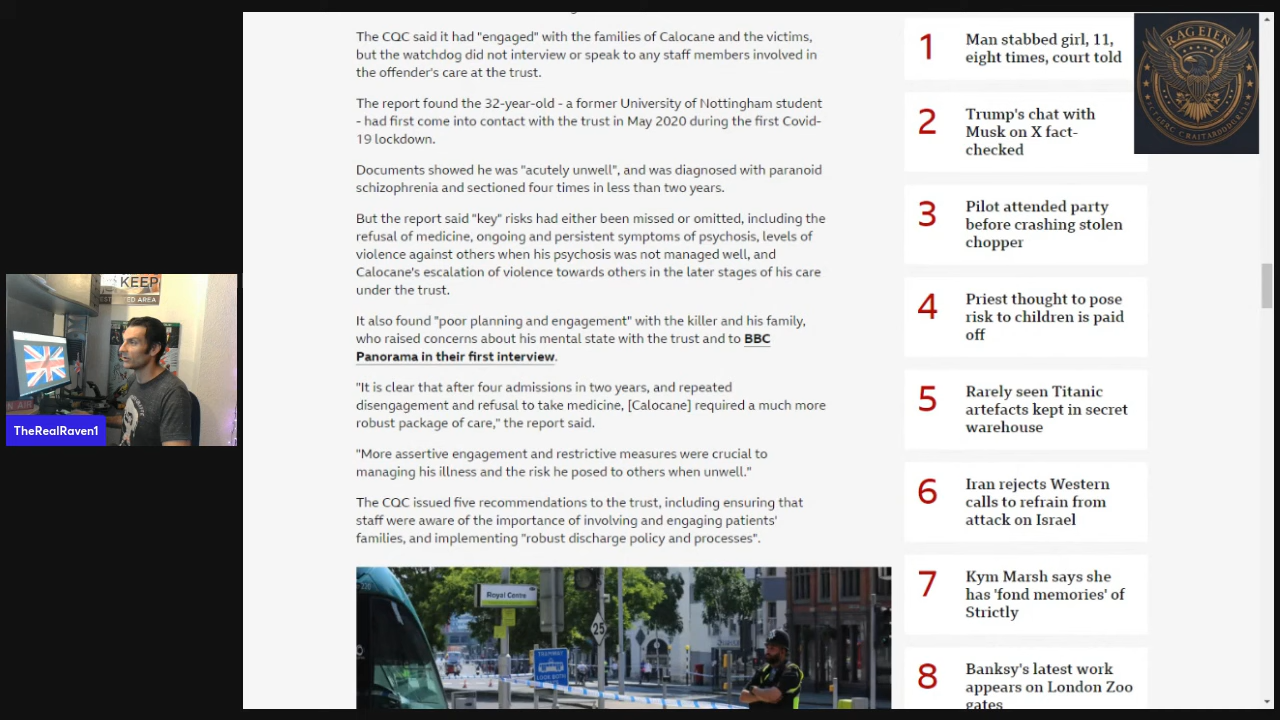 The CQC said it had "engaged" with the families of Calocane and the victims,
but the watchdog did not interview or speak to any staff members involved in
the offender's care at the trust.
The report found the 32-year-old - a former University of Nottingham student
- had first come into contact with the trust in May 2020 during the first Covid-
19 lockdown.
Documents showed he was "acutely unwell", and was diagnosed with paranoid
schizophrenia and sectioned four times in less than two years.
But the report said "key" risks had either been missed or omitted, including the
refusal of medicine, ongoing and persistent symptoms of psychosis, levels of
violence against others when his psychosis was not managed well, and
Calocane's escalation of violence towards others in the later stages of his care
under the trust.
It also found "poor planning and engagement" with the killer and his family,
who raised concerns about his mental state with the trust and to BBC
Panorama in their first interview.
"It is clear that after four admissions in two years, and repeated
disengagement and refusal to take medicine, [Calocane] required a much more
robust package of care," the report said.
"More assertive engagement and restrictive measures were crucial to
managing his illness and the risk he posed to others when unwell."
The CQC issued five recommendations to the trust, including ensuring that
staff were aware of the importance of involving and engaging patients'
families, and implementing "robust discharge policy and processes".
Royal Centre
25
TRAMWAY
LOOK BOTH
1
Man stabbed girl, 11,
eight times, court told
2
Trump's chat with
Musk on X fact-
checked
3
Pilot attended party
before crashing stolen
chopper
4
Priest thought to pose
risk to children is paid
off
5
Rarely seen Titanic
artefacts kept in secret
warehouse
6
Iran rejects Western
calls to refrain from
attack on Israel
7
Kym Marsh says she
has 'fond memories' of
Strictly
8
Banksy's latest work
appears on London Zoo
gates
RAGEIEN
KEEP
AREA
TheRealRaven1